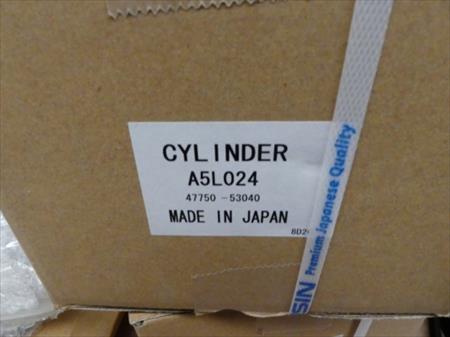 CYLINDER
A5L024
47750 -53040
MADE IN JAPAN
SIN Premium Japanese Quality